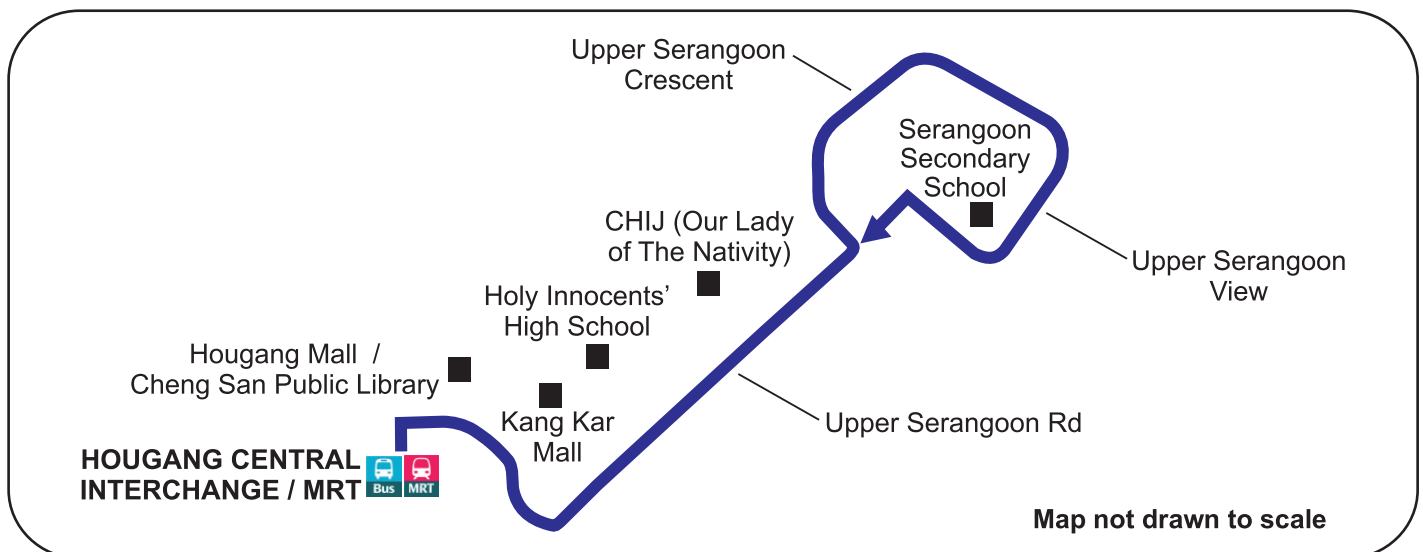 Upper Serangoon
Crescent
Serangoon
Secondary
School
CHIJ (Our Lady
of The Nativity)
Upper Serangoon
View
Holy Innocents’
High School
Hougang Mall /
Cheng San Public Library
Kang Kar
Mall
Upper Serangoon Rd
HOUGANG CENTRAL
INTERCHANGE / MRT
Bus MRT
Map not drawn to scale